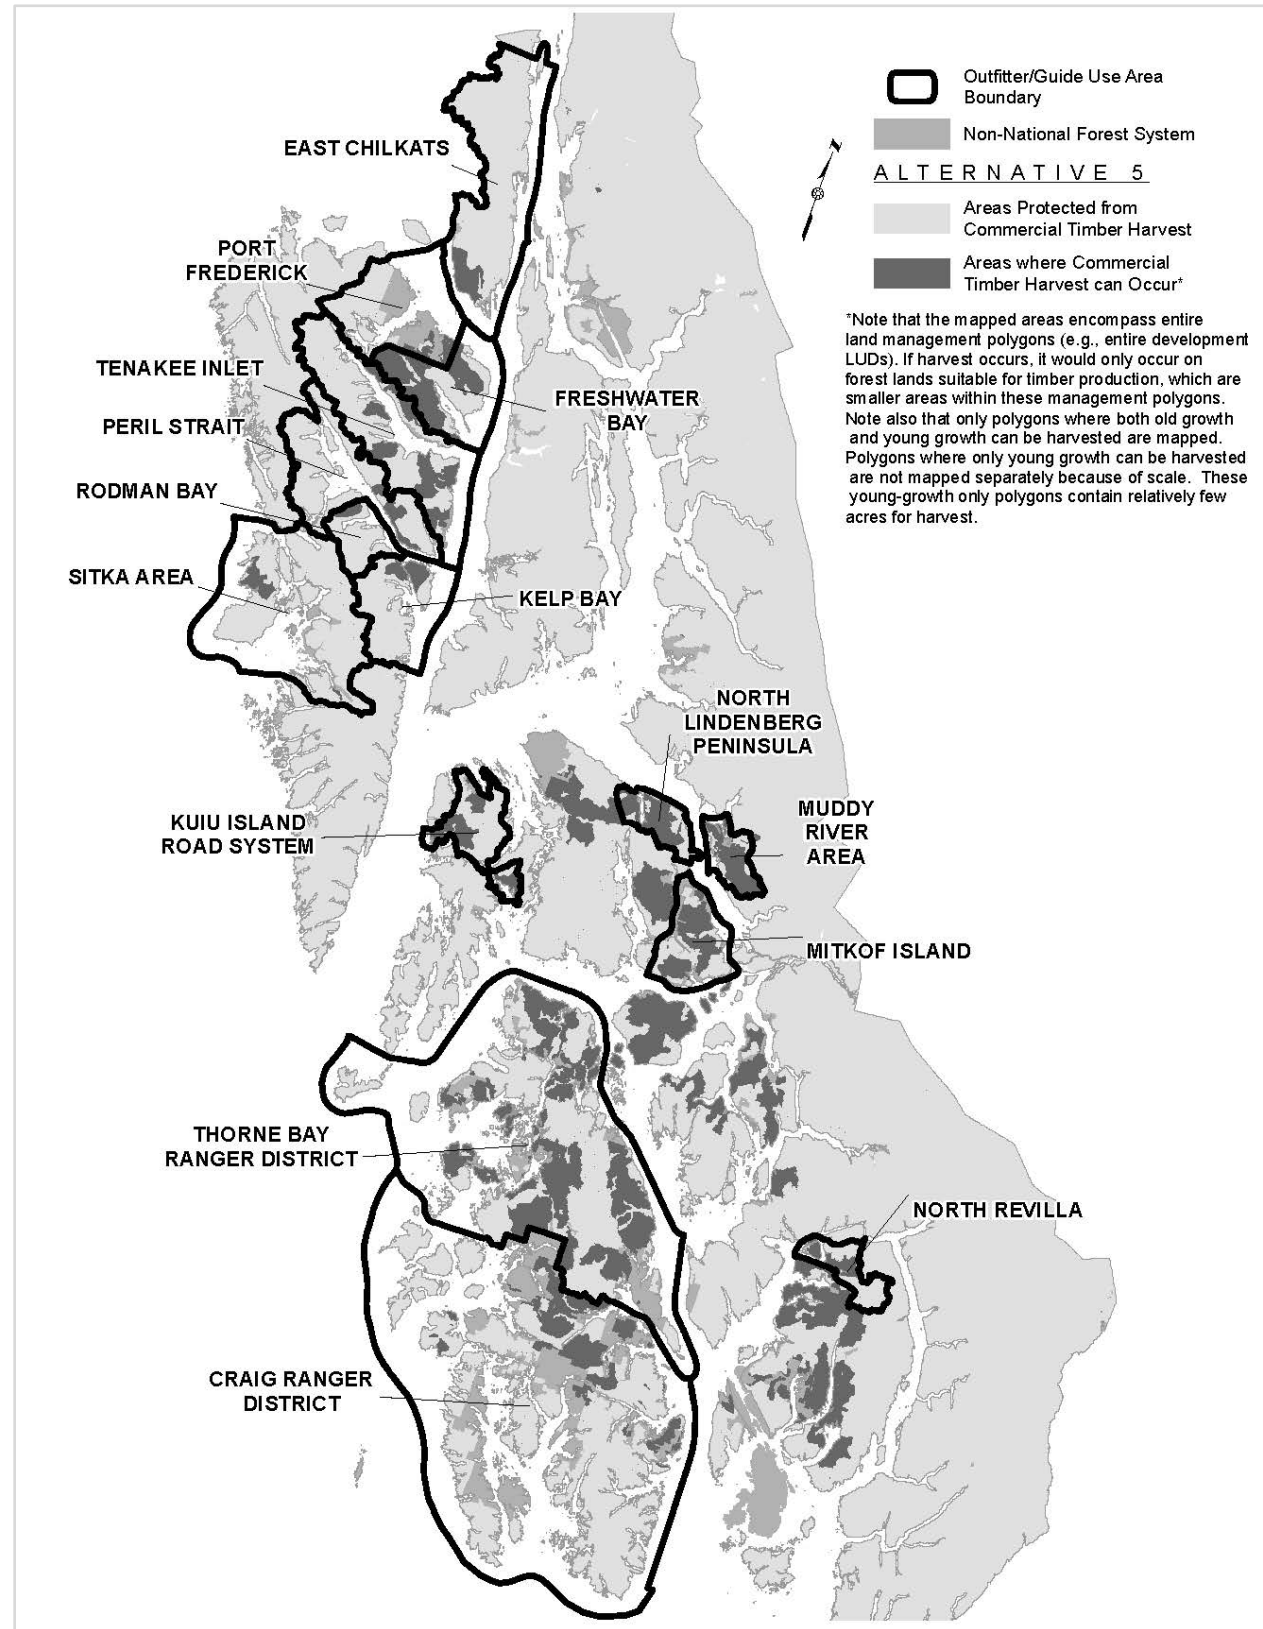 Outfitter/Guide Use Area
Boundary
Non-National Forest System
ALTERNATIVE 5
Areas Protected from
Commercial Timber Harvest
Areas where Commercial
Timber Harvest can Occur*
*Note that the mapped areas encompass entire
land management polygons (e.g., entire development
LUDs). If harvest occurs, it would only occur on
forest lands suitable for timber production, which are
smaller areas within these management polygons.
Note also that only polygons where both old growth
and young growth can be harvested are mapped.
Polygons where only young growth can be harvested
are not mapped separately because of scale. These
young-growth only polygons contain relatively few
acres for harvest.
N
EAST CHILKATS
PORT
FREDERICK
TENAKEE INLET
FRESHWATER
BAY
PERIL STRAIT
RODMAN BAY
SITKA AREA
KELP BAY
NORTH
LINDENBERG
PENINSULA
KUIU ISLAND
ROAD SYSTEM
MUDDY
RIVER
AREA
MITKOF ISLAND
THORNE BAY
RANGER DISTRICT
NORTH REVILLA
CRAIG RANGER
DISTRICT